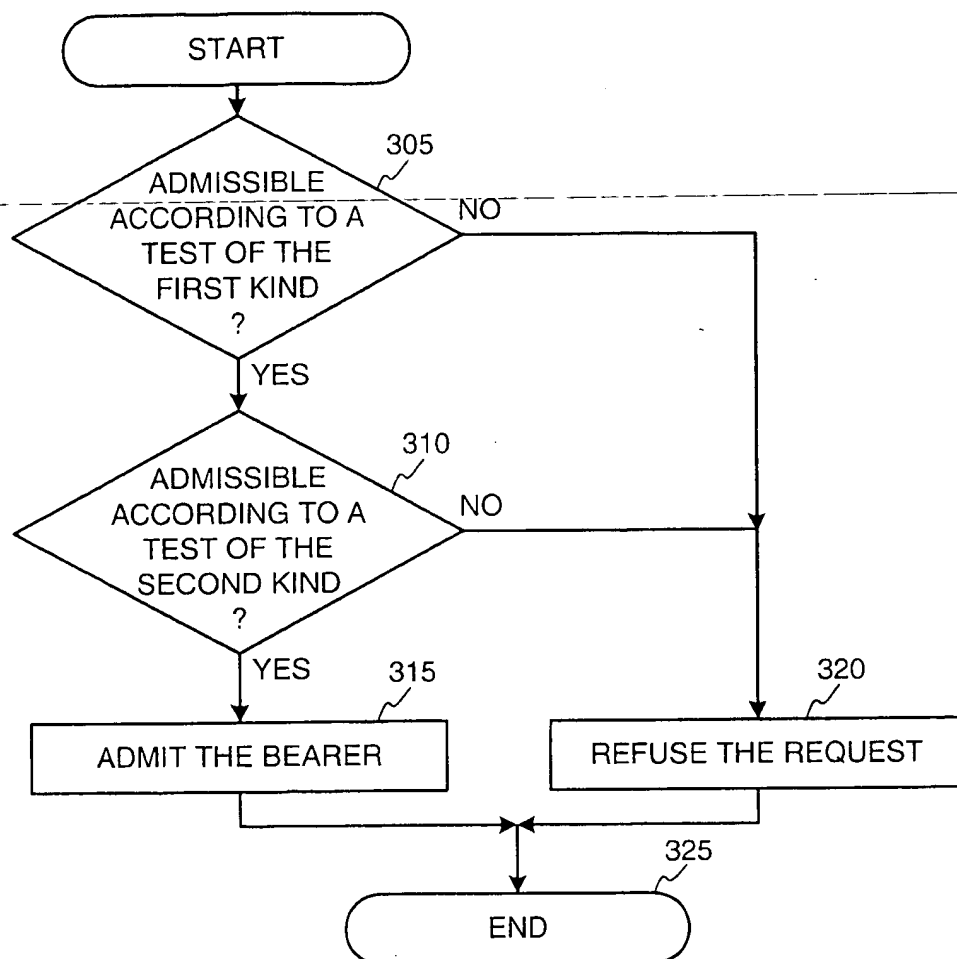 START
305
ADMISSIBLE
ACCORDING TO A
TEST OF THE
FIRST KIND
?
NO
YES
310
ADMISSIBLE
ACCORDING TO A
TEST OF THE
SECOND KIND
?
NO
YES
315
ADMIT THE BEARER
320
REFUSE THE REQUEST
325
END